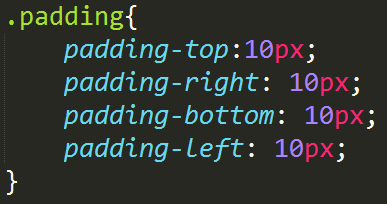 .padding{
    padding-top:10px;
    padding-right: 10px;
    padding-bottom: 10px;
    padding-left: 10px;
}